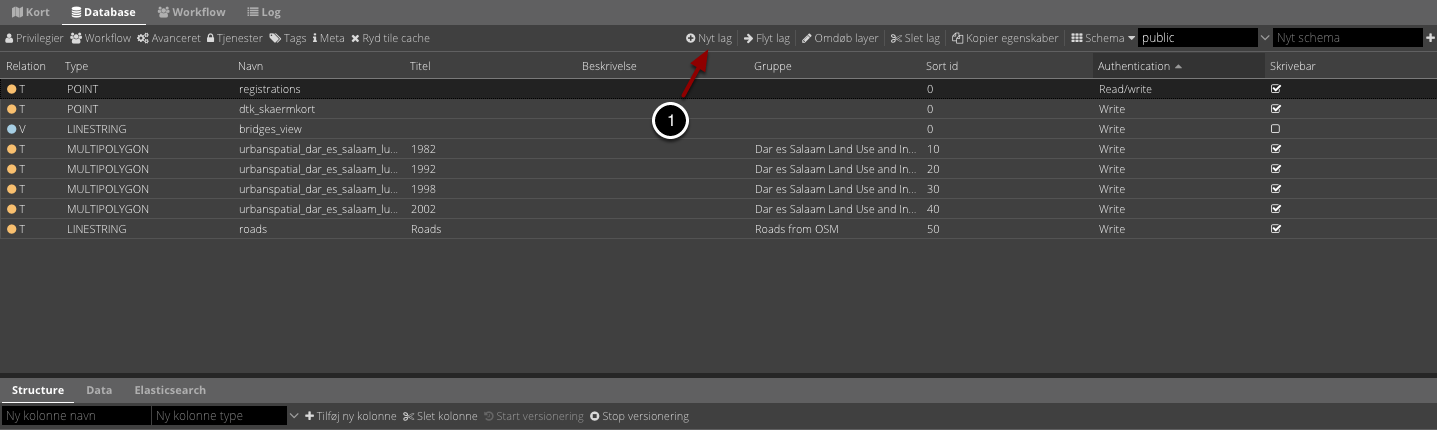 Kort Database Workflow Log
Privilegier Workflow Avanceret Tjenester Tags Meta Ryd tile cache Nyt lag Flyt lag Omdøb layer Slet lag Kopier egenskaber Schema public Nyt schema
Relation Type Navn Titel Beskrivelse Gruppe Sort id Authentication Skrivebar
T POINT registrations 0 Read/write
T POINT dtk_skaermkort 0 Write
1
V LINESTRING bridges_view 0 Write
T MULTIPOLYGON urbanspatial_dar_es_salaam_lu... 1982 Dar es Salaam Land Use and In... 10 Write
T MULTIPOLYGON urbanspatial_dar_es_salaam_lu... 1992 Dar es Salaam Land Use and In... 20 Write
T MULTIPOLYGON urbanspatial_dar_es_salaam_lu... 1998 Dar es Salaam Land Use and In... 30 Write
T MULTIPOLYGON urbanspatial_dar_es_salaam_lu... 2002 Dar es Salaam Land Use and In... 40 Write
T LINESTRING roads Roads Roads from OSM 50 Write
Structure Data Elasticsearch
Ny kolonne navn Ny kolonne type Tilføj ny kolonne Slet kolonne Start versionering Stop versionering